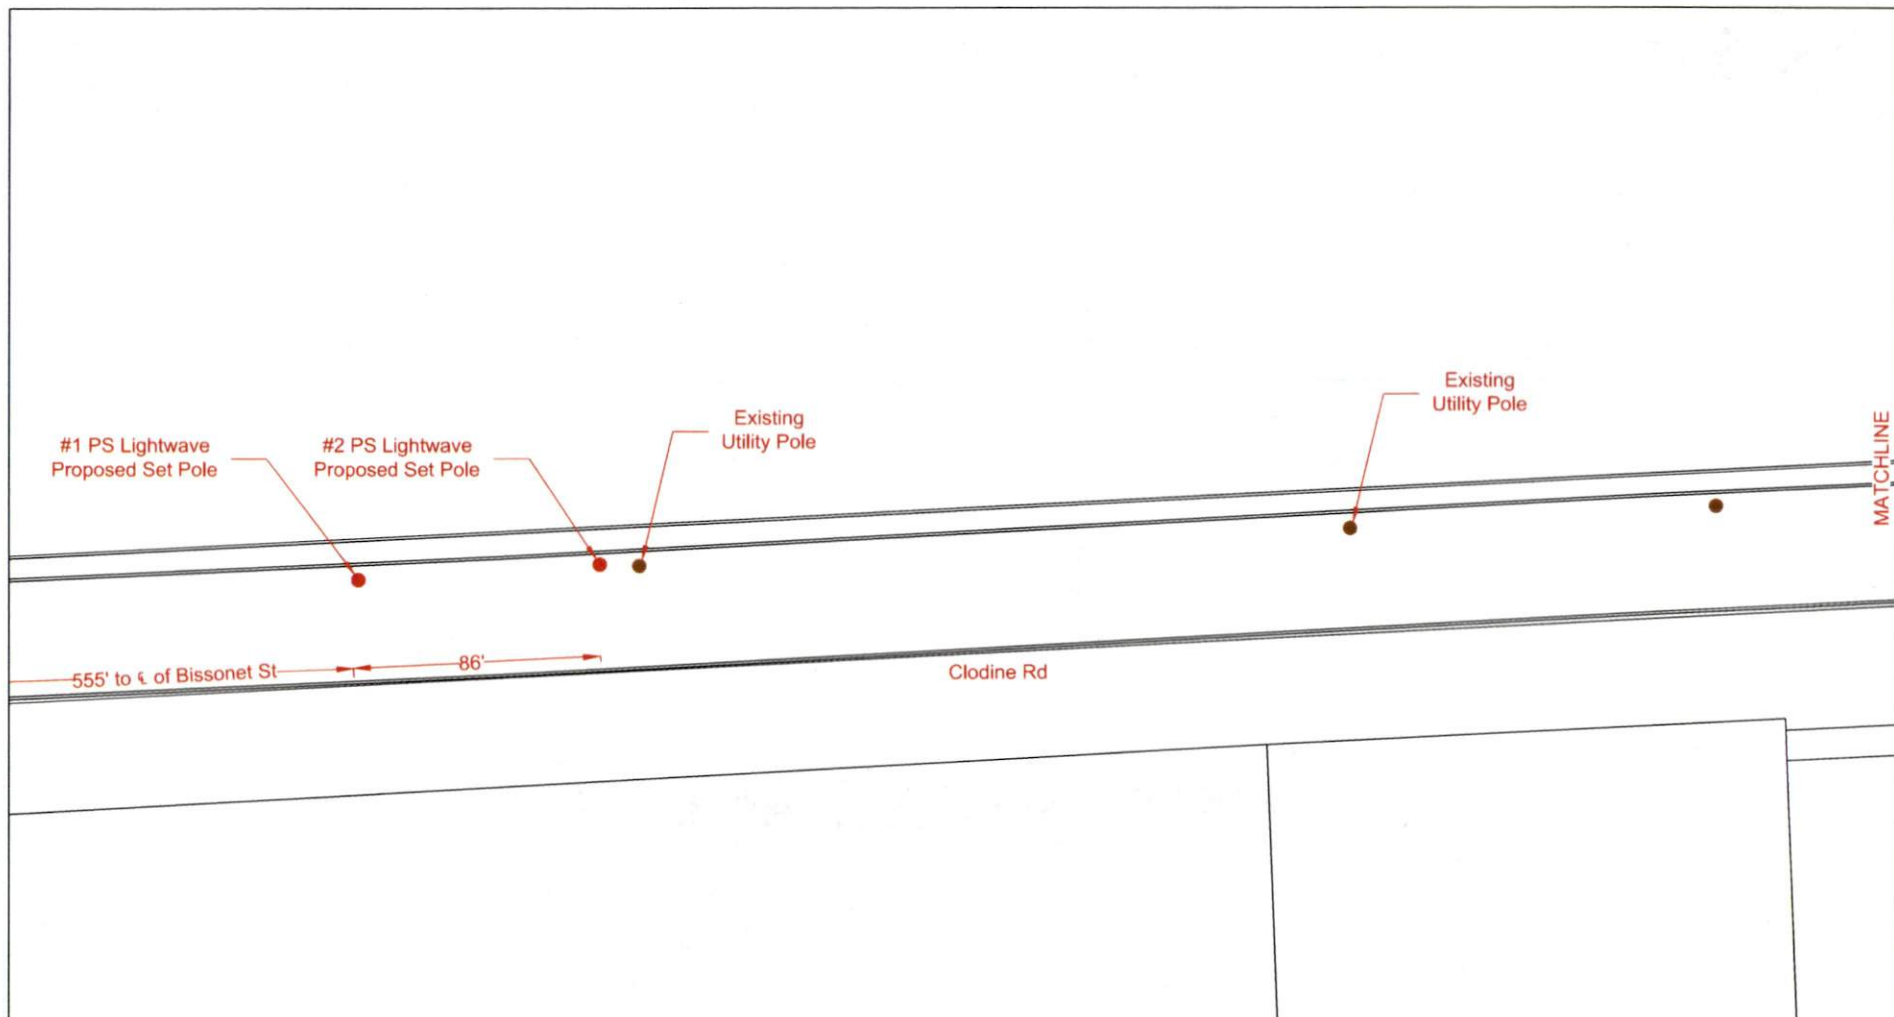 #1 PS Lightwave
Proposed Set Pole
#2 PS Lightwave
Proposed Set Pole
Existing
Utility Pole
Existing
Utility Pole
MATCHLINE
555' to ℄ of Bissonet St
86'
Clodine Rd